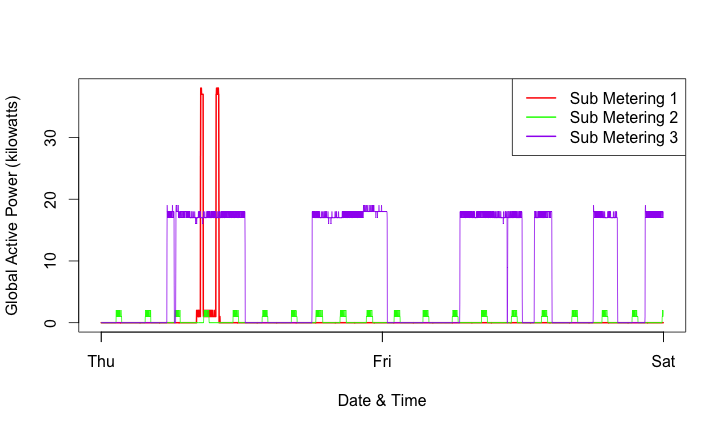 Sub Metering 1
Sub Metering 2
Sub Metering 3
Global Active Power (kilowatts)
30
20
10
0
Thu
Fri
Sat
Date & Time